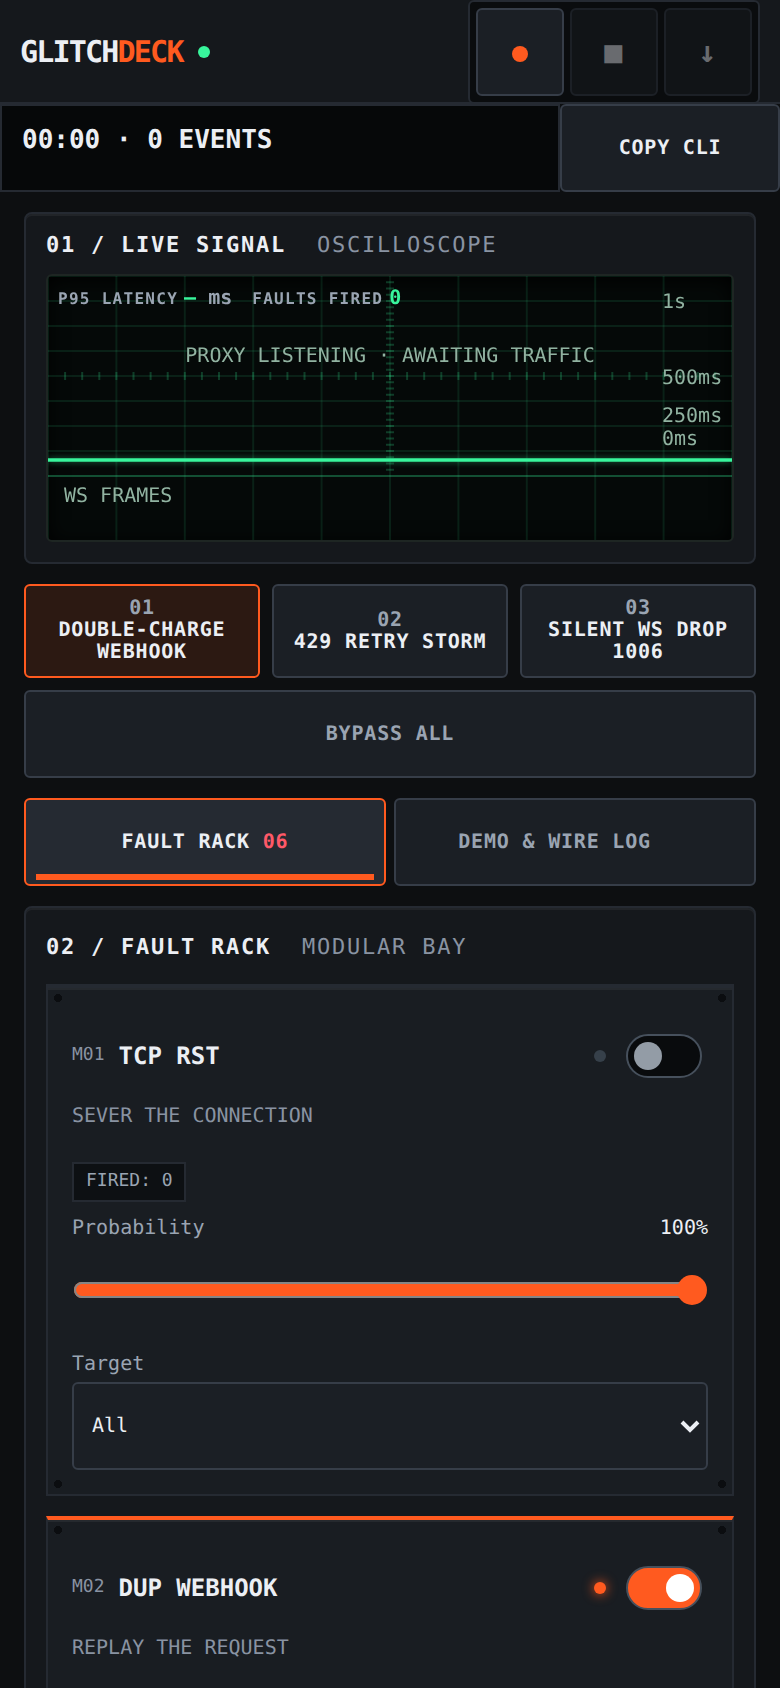 GLITCHDECK
00:00 · 0 EVENTS
COPY CLI
01 / LIVE SIGNAL OSCILLOSCOPE
P95 LATENCY — ms FAULTS FIRED 0
1s
PROXY LISTENING · AWAITING TRAFFIC
500ms
250ms
0ms
WS FRAMES
01
DOUBLE-CHARGE
WEBHOOK
02
429 RETRY STORM
03
SILENT WS DROP
1006
BYPASS ALL
FAULT RACK 06
DEMO & WIRE LOG
02 / FAULT RACK MODULAR BAY
M01 TCP RST
SEVER THE CONNECTION
FIRED: 0
Probability 100%
Target
All
M02 DUP WEBHOOK
REPLAY THE REQUEST